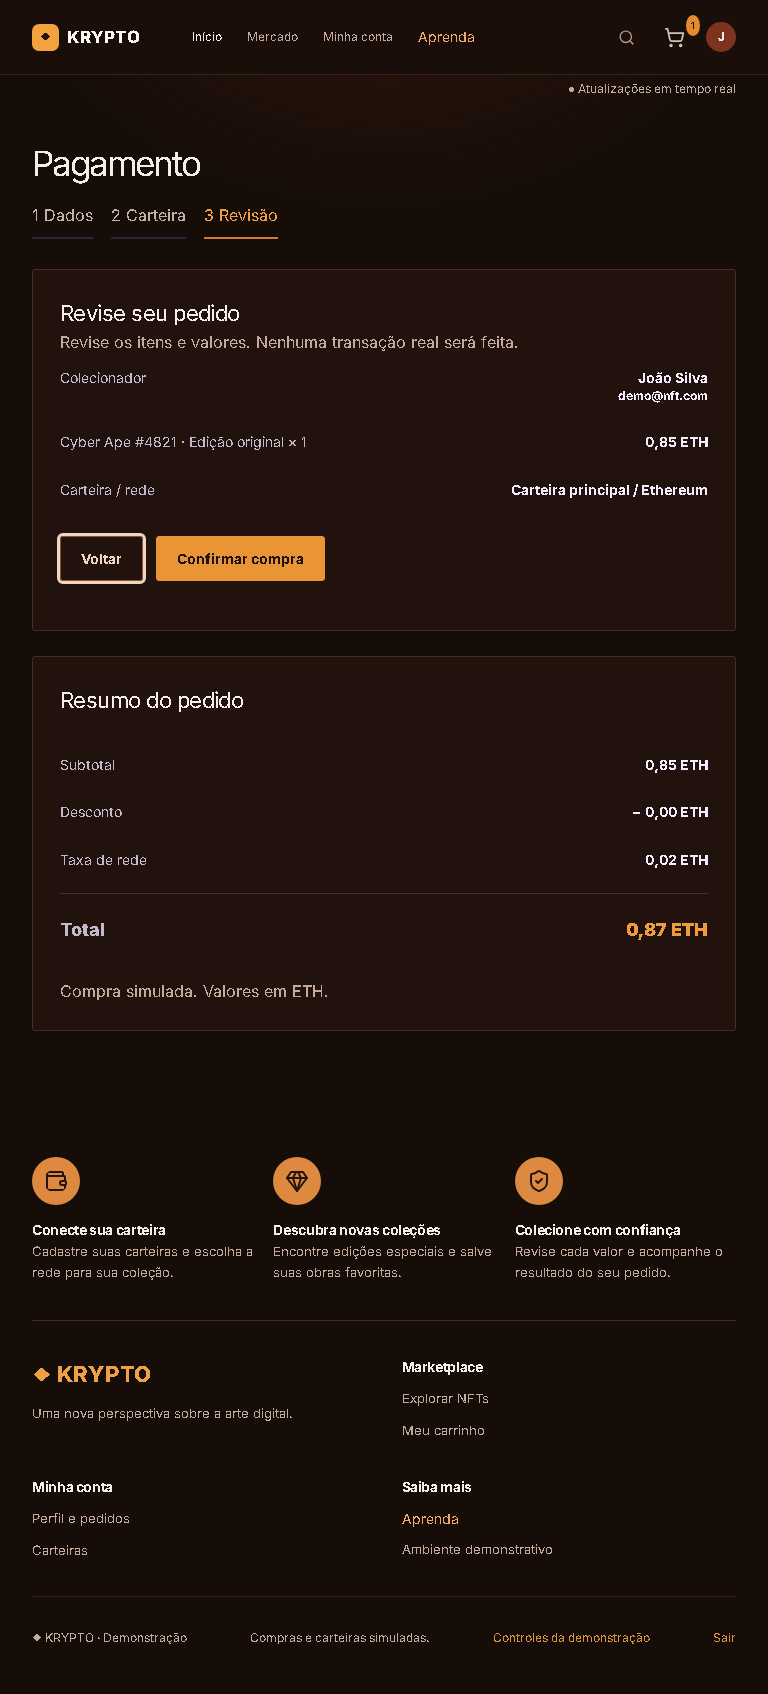 KRYPTO
Início
Mercado
Minha conta
Aprenda
1
J
● Atualizações em tempo real
Pagamento
1 Dados
2 Carteira
3 Revisão
Revise seu pedido
Revise os itens e valores. Nenhuma transação real será feita.
Colecionador
João Silva
demo@nft.com
Cyber Ape #4821 · Edição original × 1
0,85 ETH
Carteira / rede
Carteira principal / Ethereum
Voltar
Confirmar compra
Resumo do pedido
Subtotal
0,85 ETH
Desconto
− 0,00 ETH
Taxa de rede
0,02 ETH
Total
0,87 ETH
Compra simulada. Valores em ETH.
Conecte sua carteira
Cadastre suas carteiras e escolha a
rede para sua coleção.
Descubra novas coleções
Encontre edições especiais e salve
suas obras favoritas.
Colecione com confiança
Revise cada valor e acompanhe o
resultado do seu pedido.
◆ KRYPTO
Uma nova perspectiva sobre a arte digital.
Marketplace
Explorar NFTs
Meu carrinho
Minha conta
Perfil e pedidos
Carteiras
Saiba mais
Aprenda
Ambiente demonstrativo
◆ KRYPTO · Demonstração
Compras e carteiras simuladas.
Controles da demonstração
Sair